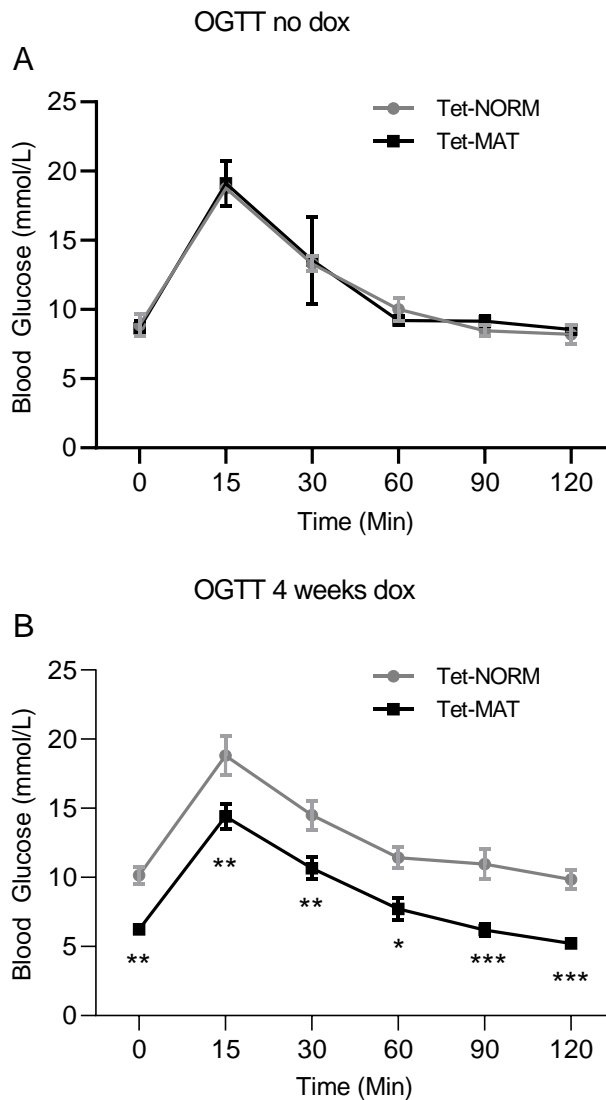 OGTT no dox
A
Tet-NORM
Tet-MAT
25
20
15
10
5
0
Blood Glucose (mmol/L)
0 15 30 60 90 120
Time (Min)
OGTT 4 weeks dox
B
Tet-NORM
Tet-MAT
25
20
15
10
5
0
Blood Glucose (mmol/L)
** ** ** * *** ***
0 15 30 60 90 120
Time (Min)